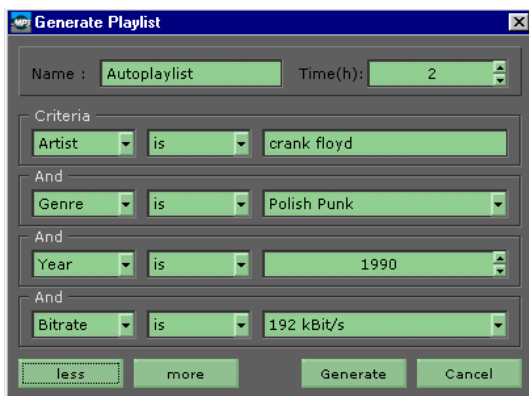 Generate Playlist
Name : Autoplaylist Time(h): 2
Criteria
Artist is crank floyd
And
Genre is Polish Punk
And
Year is 1990
And
Bitrate is 192 kBit/s
less more Generate Cancel